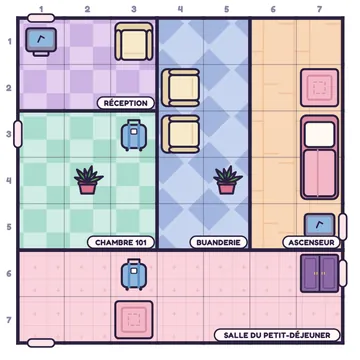 1 2 3 4 5 6 7
1
2
RÉCEPTION
3
4
5
CHAMBRE 101 BUANDERIE ASCENSEUR
6
7
SALLE DU PETIT-DÉJEUNER